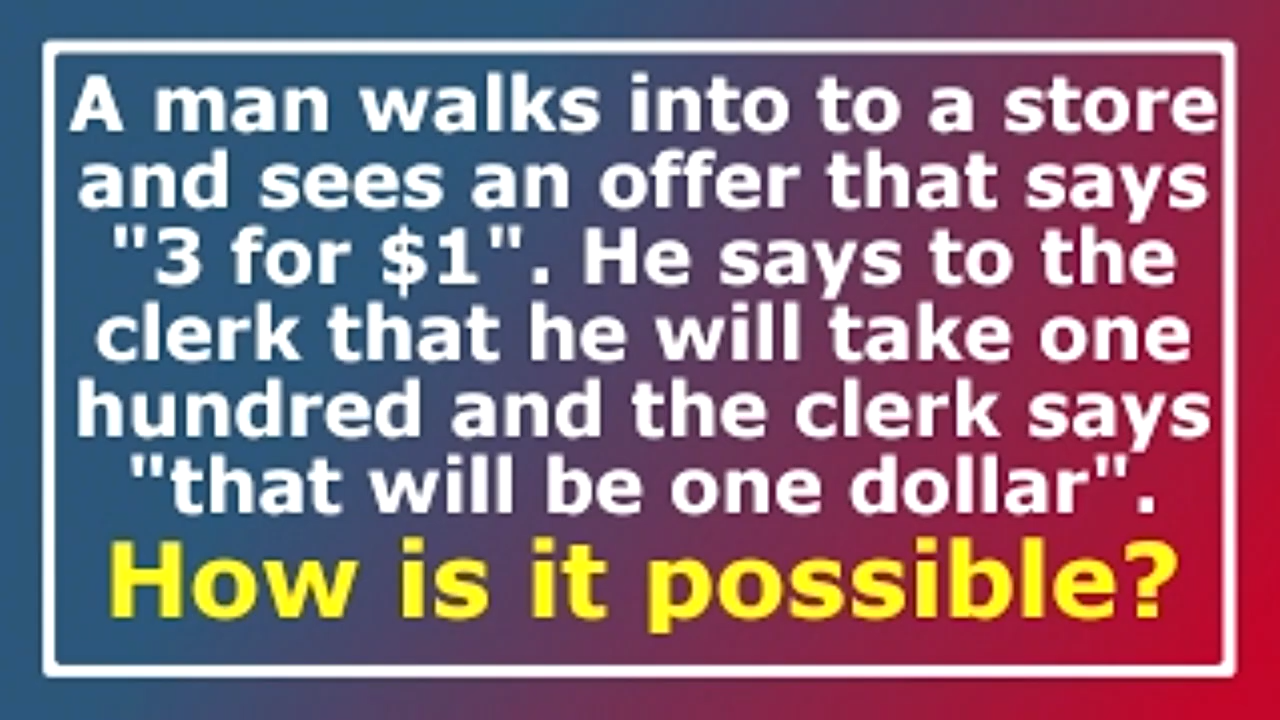 A man walks into to a store
and sees an offer that says
"3 for $1". He says to the
clerk that he will take one
hundred and the clerk says
"that will be one dollar".
How is it possible?